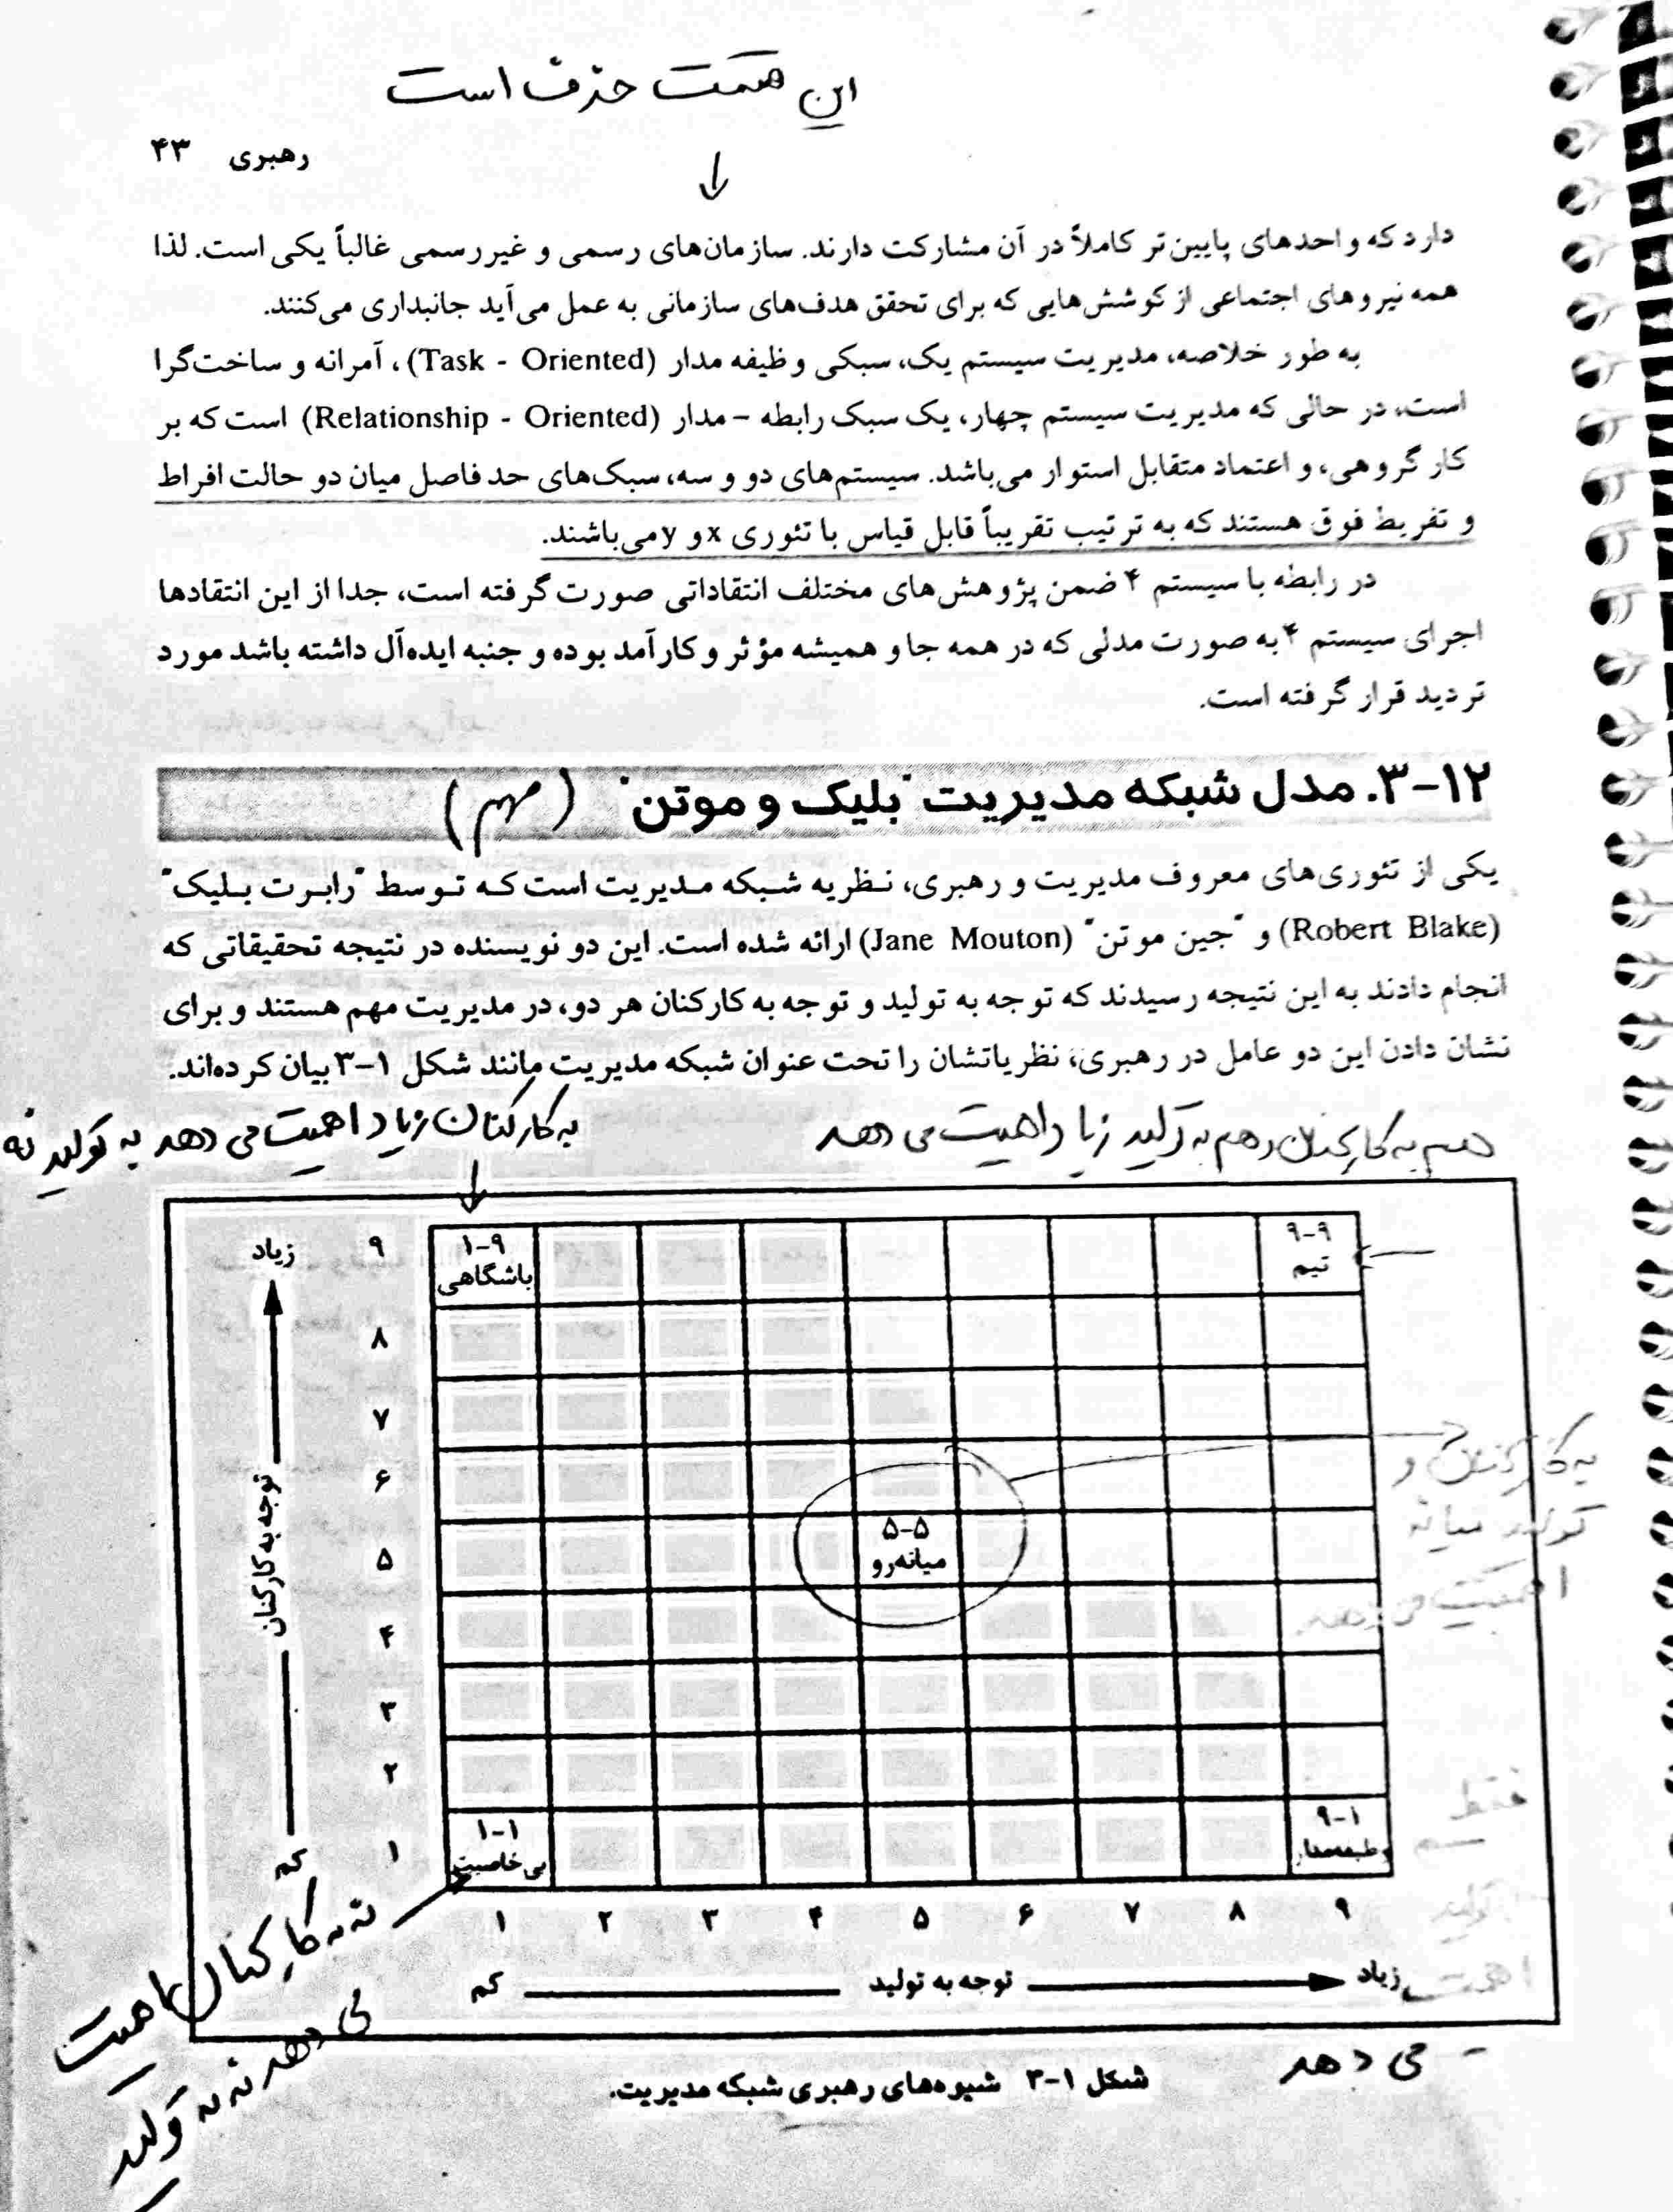 این قسمت حذف است
رهبری ۴۳
دارد که واحدهای پایین‌تر کاملاً در آن مشارکت دارند. سازمان‌های رسمی و غیررسمی غالباً یکی است. لذا
همه نیروهای اجتماعی از کوشش‌هایی که برای تحقق هدف‌های سازمانی به عمل می‌آید جانبداری می‌کنند.
به طور خلاصه، مدیریت سیستم یک، سبکی وظیفه مدار (Task - Oriented)، آمرانه و ساخت‌گرا
است، در حالی که مدیریت سیستم چهار، یک سبک رابطه - مدار (Relationship - Oriented) است که بر
کار گروهی، و اعتماد متقابل استوار می‌باشد. سیستم‌های دو و سه، سبک‌های حد فاصل میان دو حالت افراط
و تفریط فوق هستند که به ترتیب تقریباً قابل قیاس با تئوری x و y می‌باشند.
در رابطه با سیستم ۴ ضمن پژوهش‌های مختلف انتقاداتی صورت گرفته است، جدا از این انتقادها
اجرای سیستم ۴ به صورت مدلی که در همه جا و همیشه مؤثر و کارآمد بوده و جنبه ایده‌آل داشته باشد مورد
تردید قرار گرفته است.
۳-۱۲. مدل شبکه مدیریت "بلیک و موتن" (مهم)
یکی از تئوری‌های معروف مدیریت و رهبری، نظریه شبکه مدیریت است که توسط "رابرت بلیک"
(Robert Blake) و "جین موتن" (Jane Mouton) ارائه شده است. این دو نویسنده در نتیجه تحقیقاتی که
انجام دادند به این نتیجه رسیدند که توجه به تولید و توجه به کارکنان هر دو، در مدیریت مهم هستند و برای
نشان دادن این دو عامل در رهبری، نظریاتشان را تحت عنوان شبکه مدیریت مانند شکل ۱-۳ بیان کرده‌اند.
هم به کارکنان و هم به تولید زیاد اهمیت می دهد
به کارکنان زیاد اهمیت می دهد به تولید نه
زیاد
۹
۱-۹
باشگاهی
۹-۹
تیم
۸
۷
۶
به کارکنان و
تولید میانه
اهمیت می دهد
۵-۵
میانه‌رو
۵
توجه به کارکنان
۴
۳
۲
فقط
۱
کم
۱-۱
بی‌خاصیت
۹-۱
وظیفه‌مدار
تولید
۱ ۲ ۳ ۴ ۵ ۶ ۷ ۸ ۹
کم توجه به تولید زیاد
اهمیت
می دهد
نه به کارکنان اهمیت
می دهد نه به تولید
شکل ۱-۳ شیوه‌های رهبری شبکه مدیریت.